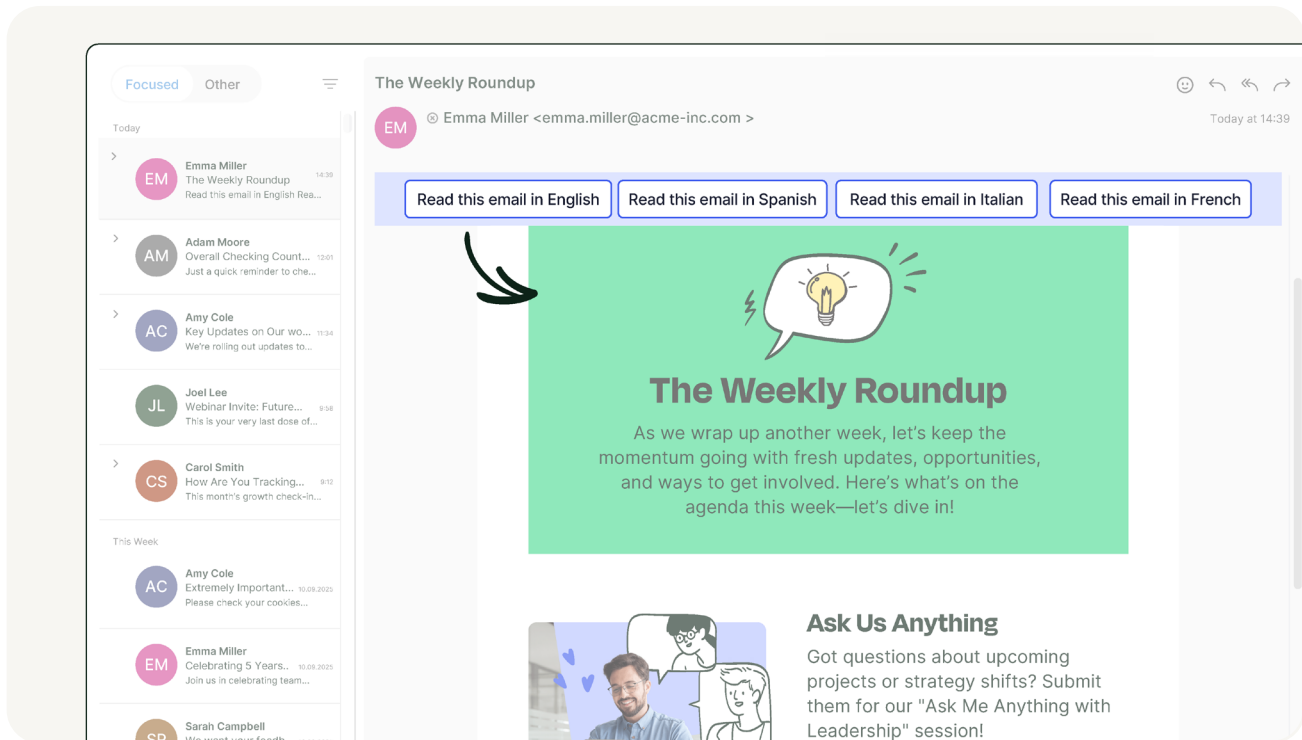 Focused
Other
Today
EM
Emma Miller
The Weekly Roundup
14:39
Read this email in English Rea...
AM
Adam Moore
Overall Checking Count...
12:01
Just a quick reminder to che...
AC
Amy Cole
Key Updates on Our wo...
11:34
We're rolling out updates to...
JL
Joel Lee
Webinar Invite: Future...
9:56
This is your very last dose of...
CS
Carol Smith
How Are You Tracking...
9:12
This month's growth check-in...
This Week
AC
Amy Cole
Extremely Important...
10.09.2025
Please check your cookies...
EM
Emma Miller
Celebrating 5 Years..
10.09.2025
Join us in celebrating team...
Sarah Campbell
The Weekly Roundup
EM
Emma Miller <emma.miller@acme-inc.com >
Today at 14:39
Read this email in English
Read this email in Spanish
Read this email in Italian
Read this email in French
The Weekly Roundup
As we wrap up another week, let's keep the
momentum going with fresh updates, opportunities,
and ways to get involved. Here's what's on the
agenda this week—let's dive in!
Ask Us Anything
Got questions about upcoming
projects or strategy shifts? Submit
them for our "Ask Me Anything with
Leadership" session!